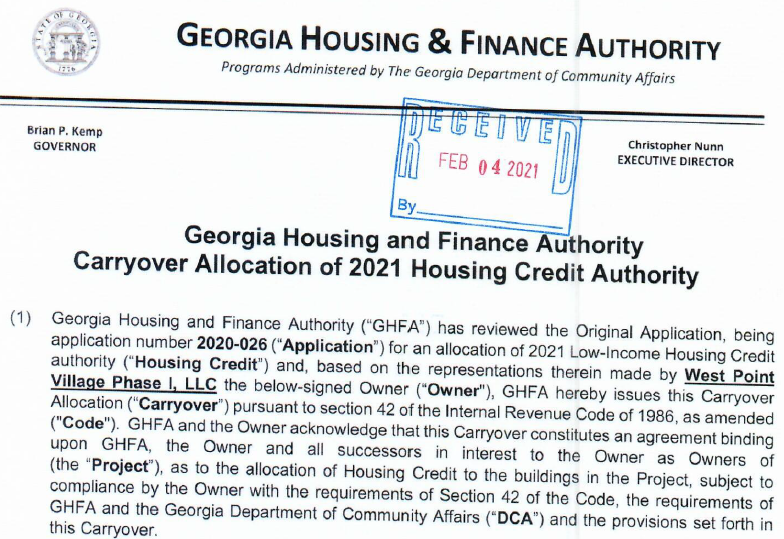 STATE OF GEORGIA
1776
GEORGIA HOUSING & FINANCE AUTHORITY
Programs Administered by The Georgia Department of Community Affairs
Brian P. Kemp
GOVERNOR
RECEIVED
FEB 04 2021
By
Christopher Nunn
EXECUTIVE DIRECTOR
Georgia Housing and Finance Authority
Carryover Allocation of 2021 Housing Credit Authority
(1) Georgia Housing and Finance Authority (“GHFA”) has reviewed the Original Application, being
application number 2020-026 (“Application”) for an allocation of 2021 Low-Income Housing Credit
authority (“Housing Credit”) and, based on the representations therein made by West Point
Village Phase I, LLC the below-signed Owner (“Owner”), GHFA hereby issues this Carryover
Allocation (“Carryover”) pursuant to section 42 of the Internal Revenue Code of 1986, as amended
("Code"). GHFA and the Owner acknowledge that this Carryover constitutes an agreement binding
upon GHFA, the Owner and all successors in interest to the Owner as Owners of
(the “Project”), as to the allocation of Housing Credit to the buildings in the Project, subject to
compliance by the Owner with the requirements of Section 42 of the Code, the requirements of
GHFA and the Georgia Department of Community Affairs (“DCA”) and the provisions set forth in
this Carryover.